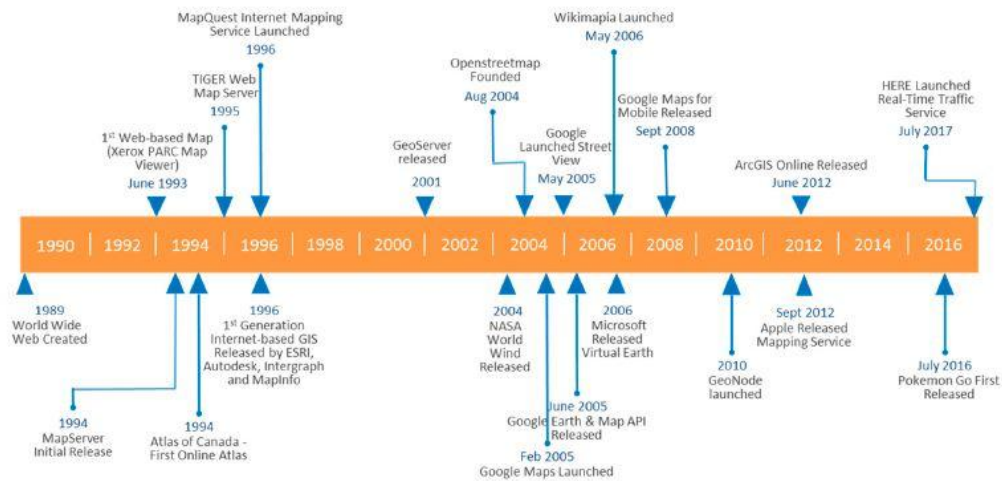 MapQuest Internet Mapping
Service Launched
1996
TIGER Web
Map Server
1995
1st Web-based Map
(Xerox PARC Map
Viewer)
June 1993
GeoServer
released
2001
Openstreetmap
Founded
Aug 2004
Google
Launched Street
View
May 2005
Wikimapia Launched
May 2006
Google Maps for
Mobile Released
Sept 2008
ArcGIS Online Released
June 2012
HERE Launched
Real-Time Traffic
Service
July 2017
1990 1992 1994 1996 1998 2000 2002 2004 2006 2008 2010 2012 2014 2016
1989
World Wide
Web Created
1994
MapServer
Initial Release
1994
Atlas of Canada -
First Online Atlas
1996
1st Generation
Internet-based GIS
Released by ESRI,
Autodesk, Intergraph
and MapInfo
2004
NASA
World
Wind
Released
Feb 2005
Google Maps Launched
June 2005
Google Earth & Map API
Released
2006
Microsoft
Released
Virtual Earth
2010
GeoNode
launched
Sept 2012
Apple Released
Mapping Service
July 2016
Pokemon Go First
Released